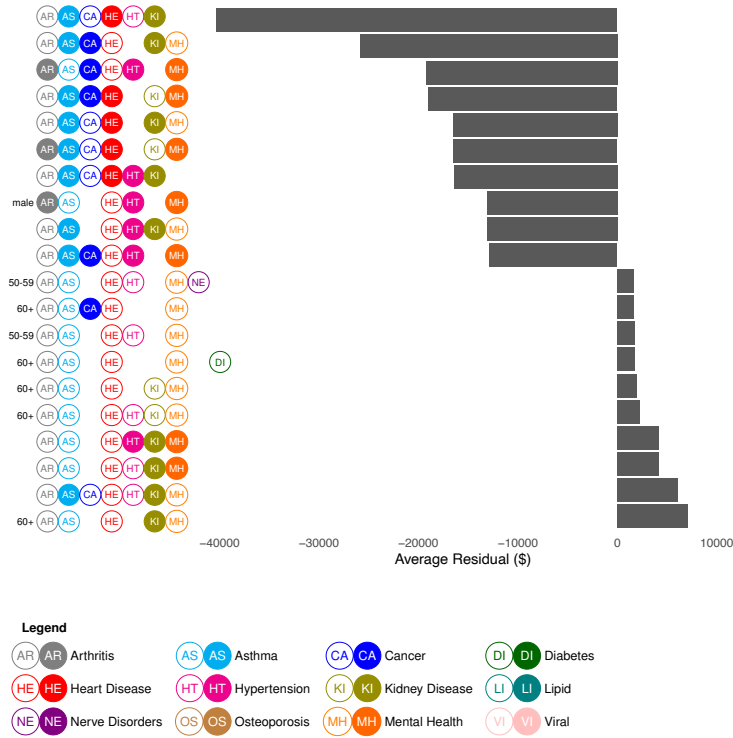 AR AS CA HE HT KI
AR AS CA HE KI MH
AR AS CA HE HT MH
AR AS CA HE KI MH
AR AS CA HE KI MH
AR AS CA HE KI MH
AR AS CA HE HT KI
male AR AS HE HT MH
AR AS HE HT KI MH
AR AS CA HE HT MH
50-59 AR AS HE HT MH NE
60+ AR AS CA HE MH
50-59 AR AS HE HT MH
60+ AR AS HE MH DI
60+ AR AS HE KI MH
60+ AR AS HE HT KI MH
AR AS HE HT KI MH
AR AS HE HT KI MH
AR AS CA HE HT KI MH
60+ AR AS HE KI MH
−40000 −30000 −20000 −10000 0 10000
Average Residual ($)
Legend
AR AR Arthritis AS AS Asthma CA CA Cancer DI DI Diabetes
HE HE Heart Disease HT HT Hypertension KI KI Kidney Disease LI LI Lipid
NE NE Nerve Disorders OS OS Osteoporosis MH MH Mental Health VI VI Viral